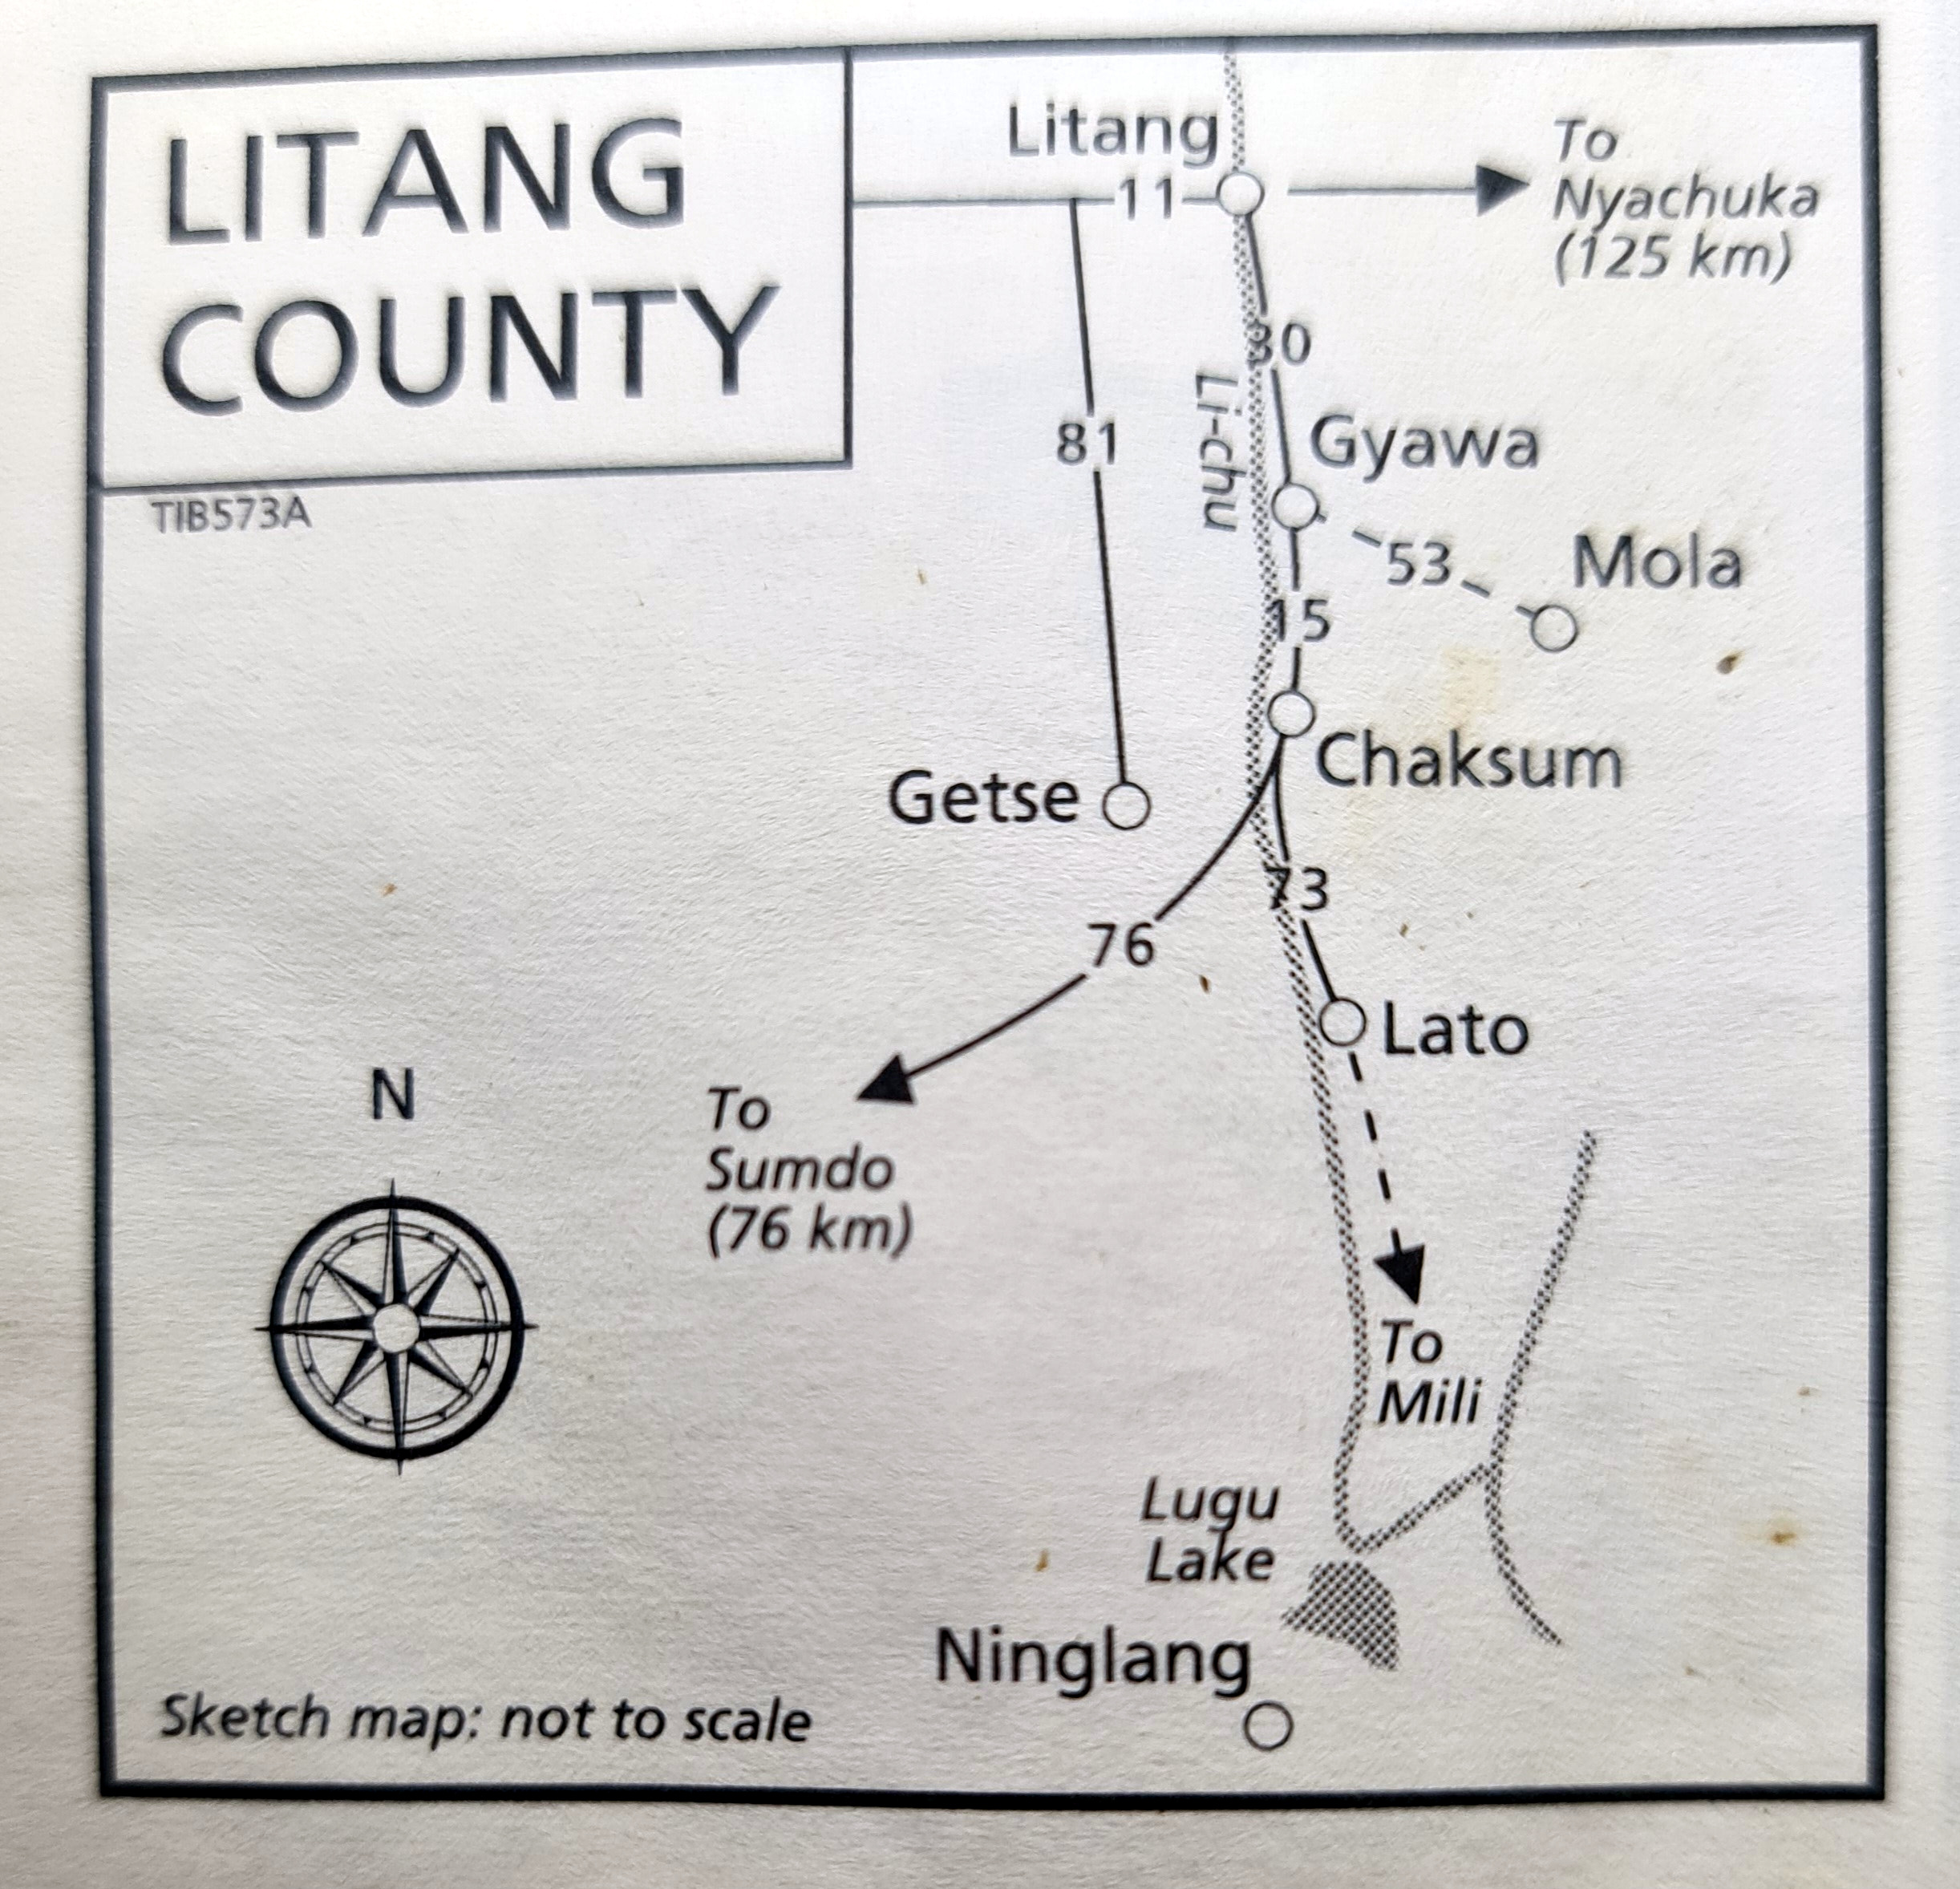 LITANG
COUNTY
TIB573A
Litang
11
To
Nyachuka
(125 km)
30
Li-chu
81
Gyawa
53
Mola
15
Chaksum
Getse
73
76
Lato
To
Sumdo
(76 km)
N
To
Mili
Lugu
Lake
Ninglang
Sketch map: not to scale